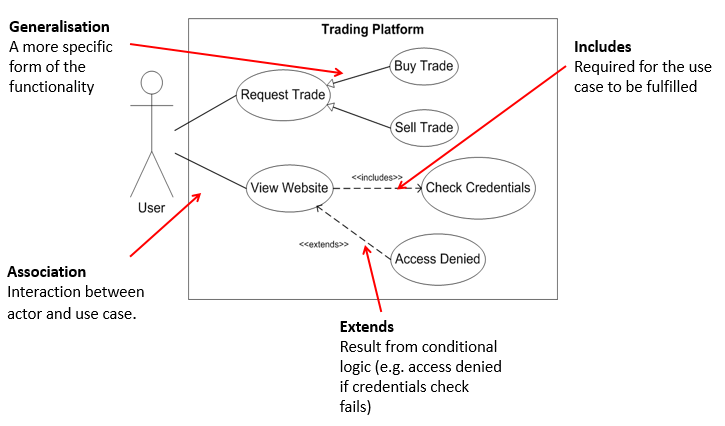 Generalisation
A more specific
form of the
functionality
Trading Platform
Includes
Required for the use
case to be fulfilled
Buy Trade
Request Trade
Sell Trade
<<includes>>
View Website
Check Credentials
User
<<extends>>
Access Denied
Association
Interaction between
actor and use case.
Extends
Result from conditional
logic (e.g. access denied
if credentials check
fails)